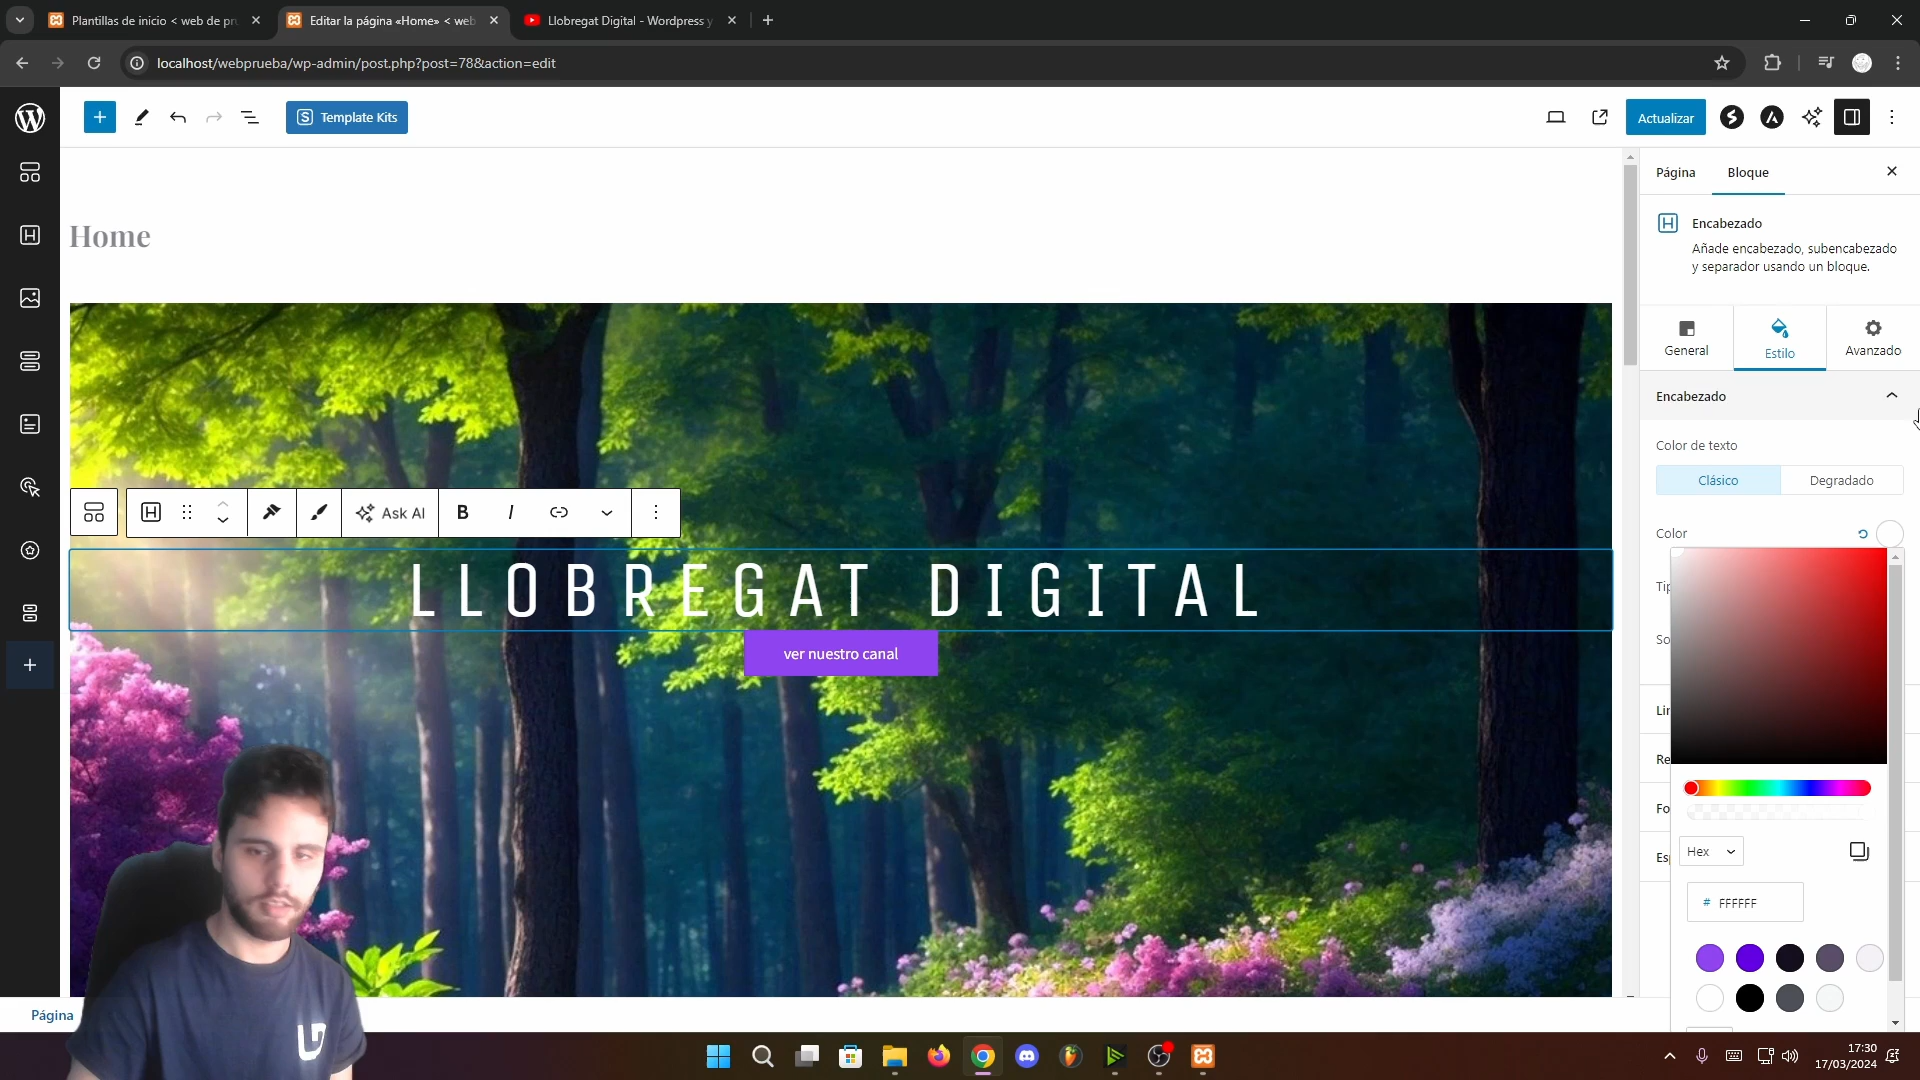 Plantillas de inicio < web de pr
Editar la página «Home» < web
Llobregat Digital - Wordpress y
localhost/webprueba/wp-admin/post.php?post=78&action=edit
Template Kits
Actualizar
Página
Bloque
Home
Encabezado
Añade encabezado, subencabezado
y separador usando un bloque.
General
Estilo
Avanzado
Encabezado
Color de texto
Clásico
Degradado
Ask AI
B
I
Color
LLOBREGAT DIGITAL
ver nuestro canal
Hex
# FFFFFF
Página
17:30
17/03/2024